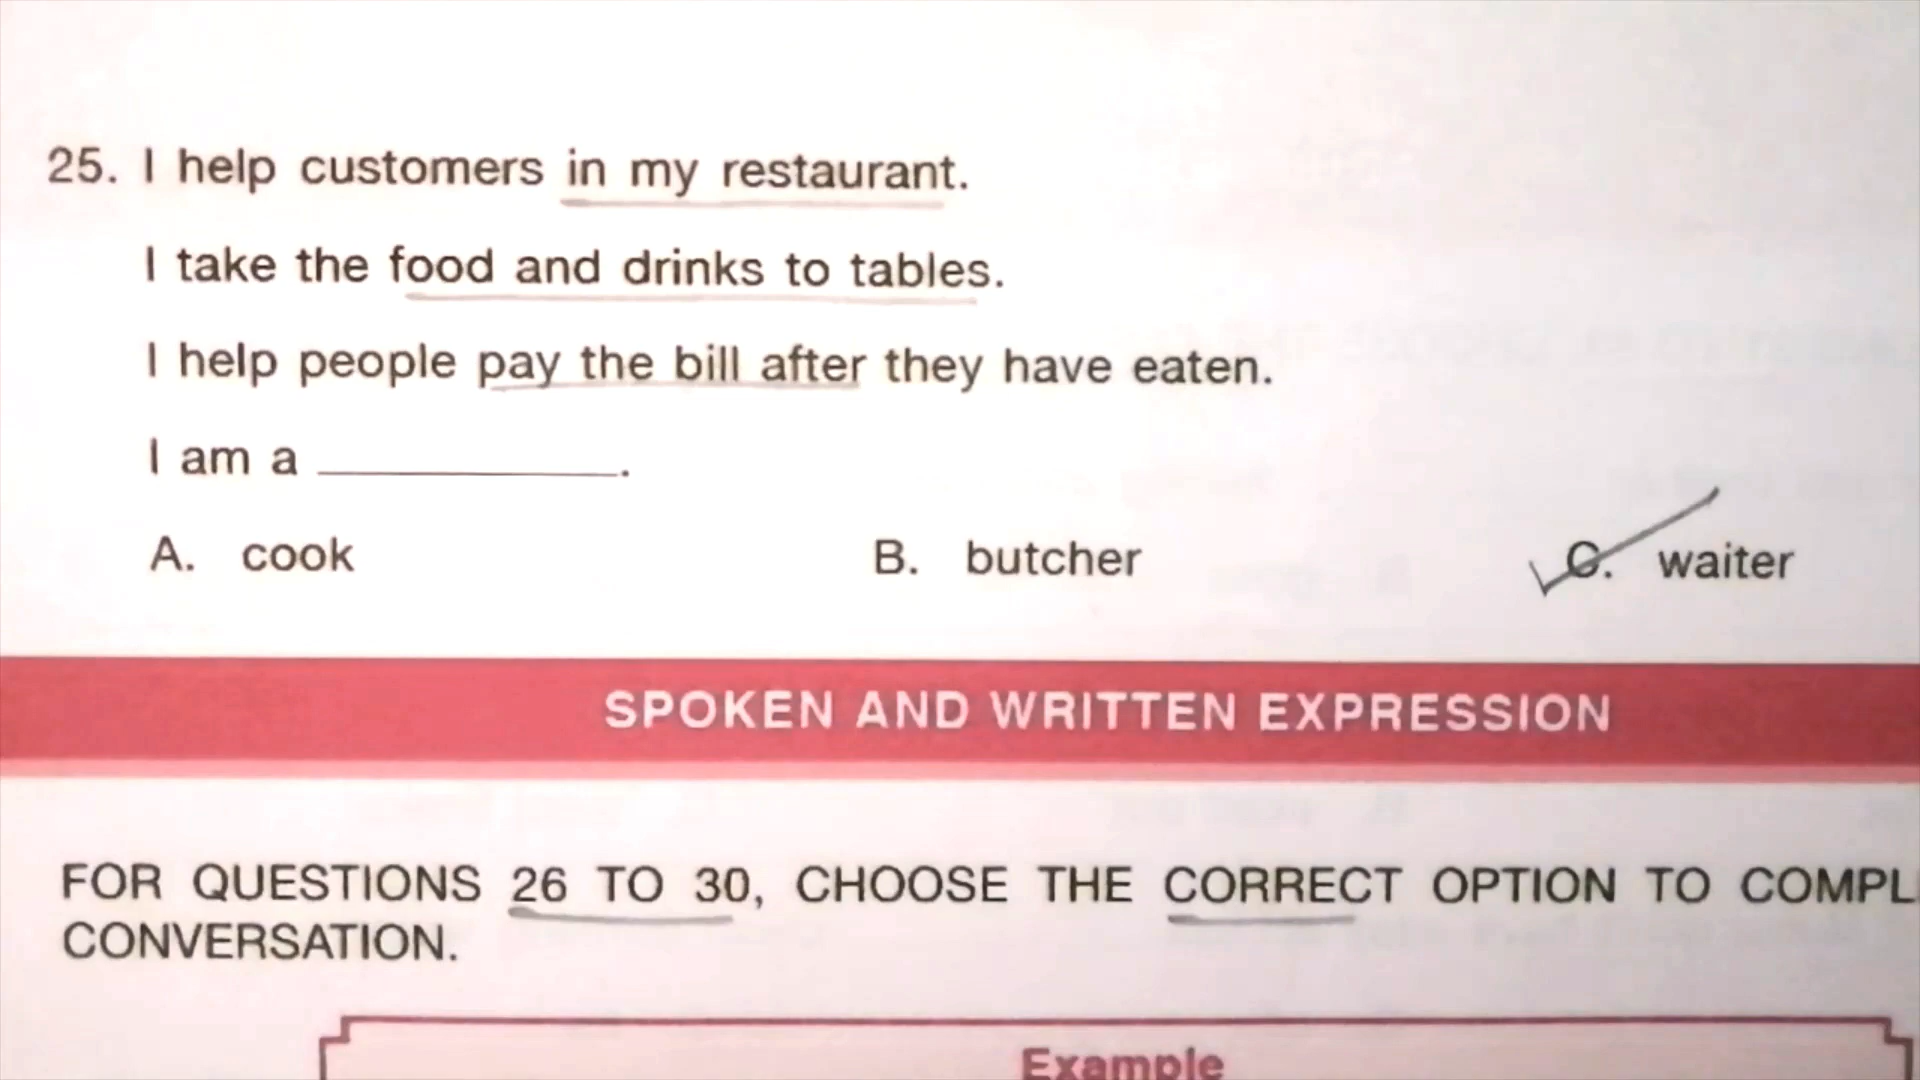 25. I help customers in my restaurant.
I take the food and drinks to tables.
I help people pay the bill after they have eaten.
I am a __________.
A. cook B. butcher C. waiter
SPOKEN AND WRITTEN EXPRESSION
FOR QUESTIONS 26 TO 30, CHOOSE THE CORRECT OPTION TO COMPL
CONVERSATION.
Example